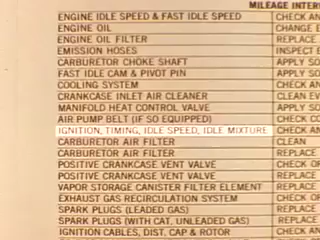 MILEAGE INTER
ENGINE IDLE SPEED & FAST IDLE SPEED CHECK AN
ENGINE OIL CHANGE E
ENGINE OIL FILTER REPLACE
EMISSION HOSES INSPECT E
CARBURETOR CHOKE SHAFT APPLY SO
FAST IDLE CAM & PIVOT PIN APPLY SO
COOLING SYSTEM CHECK AN
CRANKCASE INLET AIR CLEANER CLEAN EV
MANIFOLD HEAT CONTROL VALVE APPLY SO
AIR PUMP BELT (IF SO EQUIPPED) CHECK CO
IGNITION, TIMING, IDLE SPEED, IDLE MIXTURE CHECK AN
CARBURETOR AIR FILTER CLEAN
CARBURETOR AIR FILTER REPLACE
POSITIVE CRANKCASE VENT VALVE CHECK OP
POSITIVE CRANKCASE VENT VALVE REPLACE
VAPOR STORAGE CANISTER FILTER ELEMENT REPLACE
EXHAUST GAS RECIRCULATION SYSTEM CHECK OP
SPARK PLUGS (LEADED GAS) REPLACE
SPARK PLUGS (WITH CAT, UNLEADED GAS) REPLACE
IGNITION CABLES, DIST. CAP & ROTOR CHECK AN